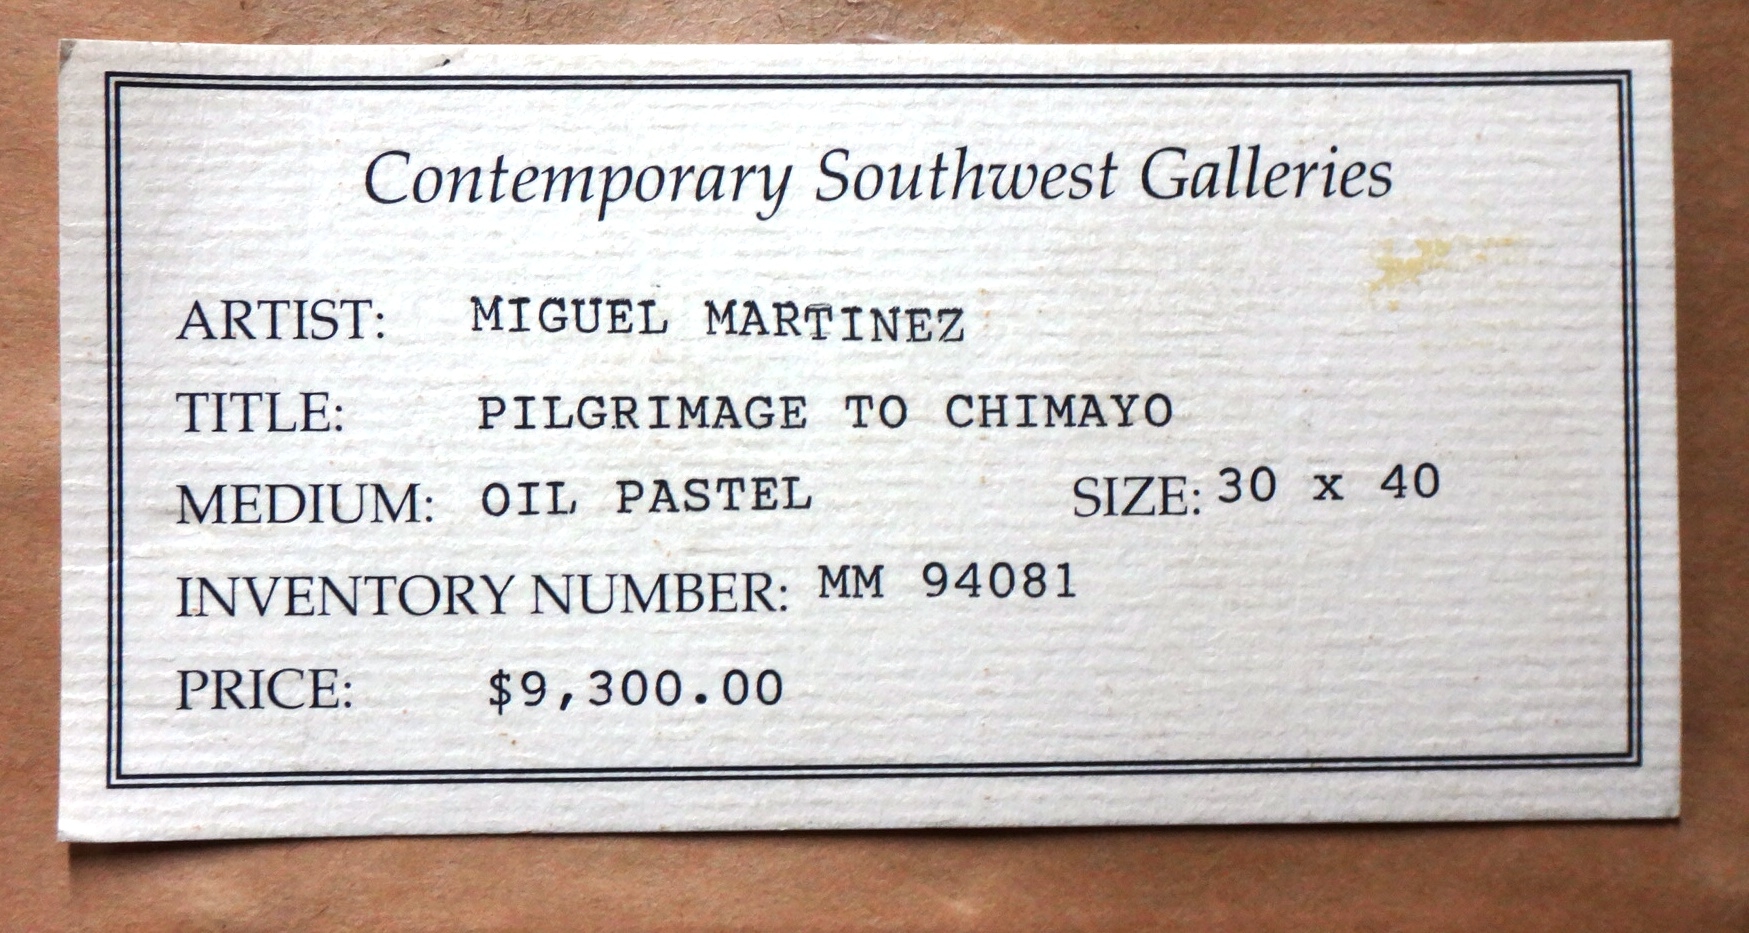 Contemporary Southwest Galleries
ARTIST: MIGUEL MARTINEZ
TITLE: PILGRIMAGE TO CHIMAYO
MEDIUM: OIL PASTEL SIZE: 30 x 40
INVENTORY NUMBER: MM 94081
PRICE: $9,300.00